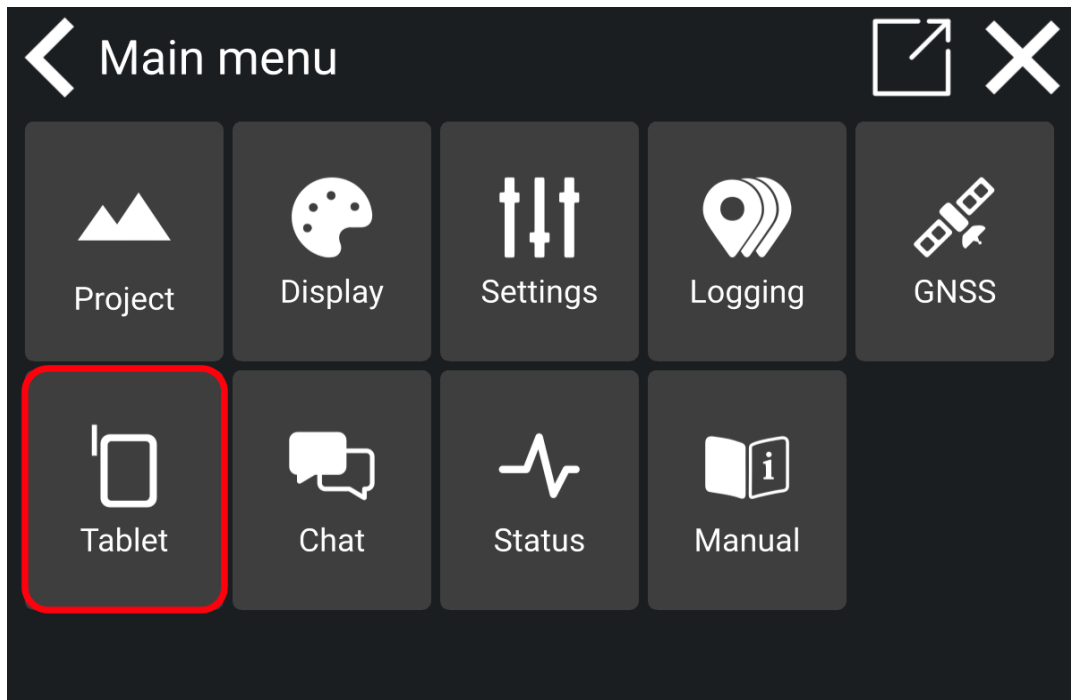 Main menu
Project
Display
Settings
Logging
GNSS
Tablet
Chat
Status
i
Manual